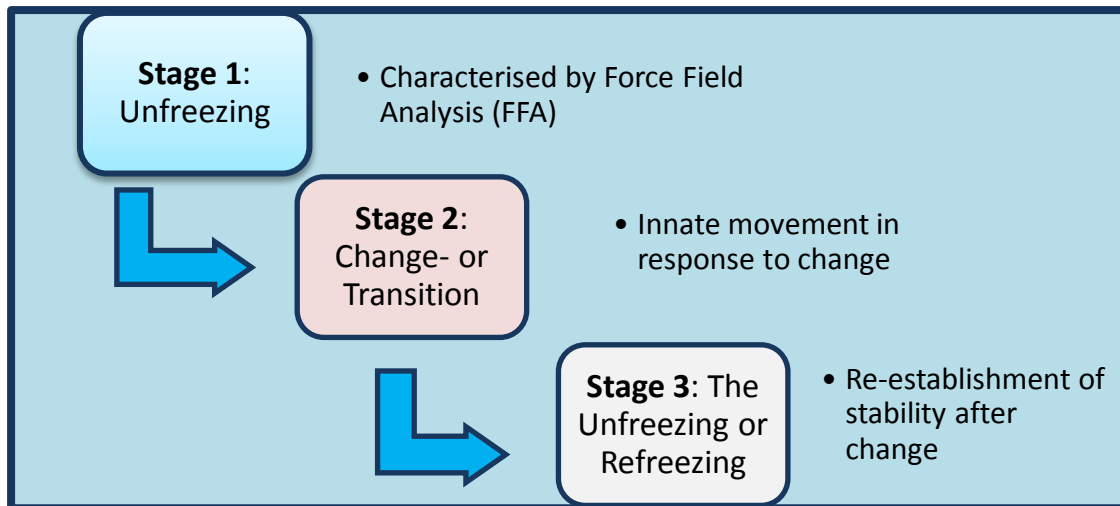 Stage 1:
Unfreezing
• Characterised by Force Field
Analysis (FFA)
Stage 2:
Change- or
Transition
• Innate movement in
response to change
Stage 3: The
Unfreezing or
Refreezing
• Re-establishment of
stability after
change